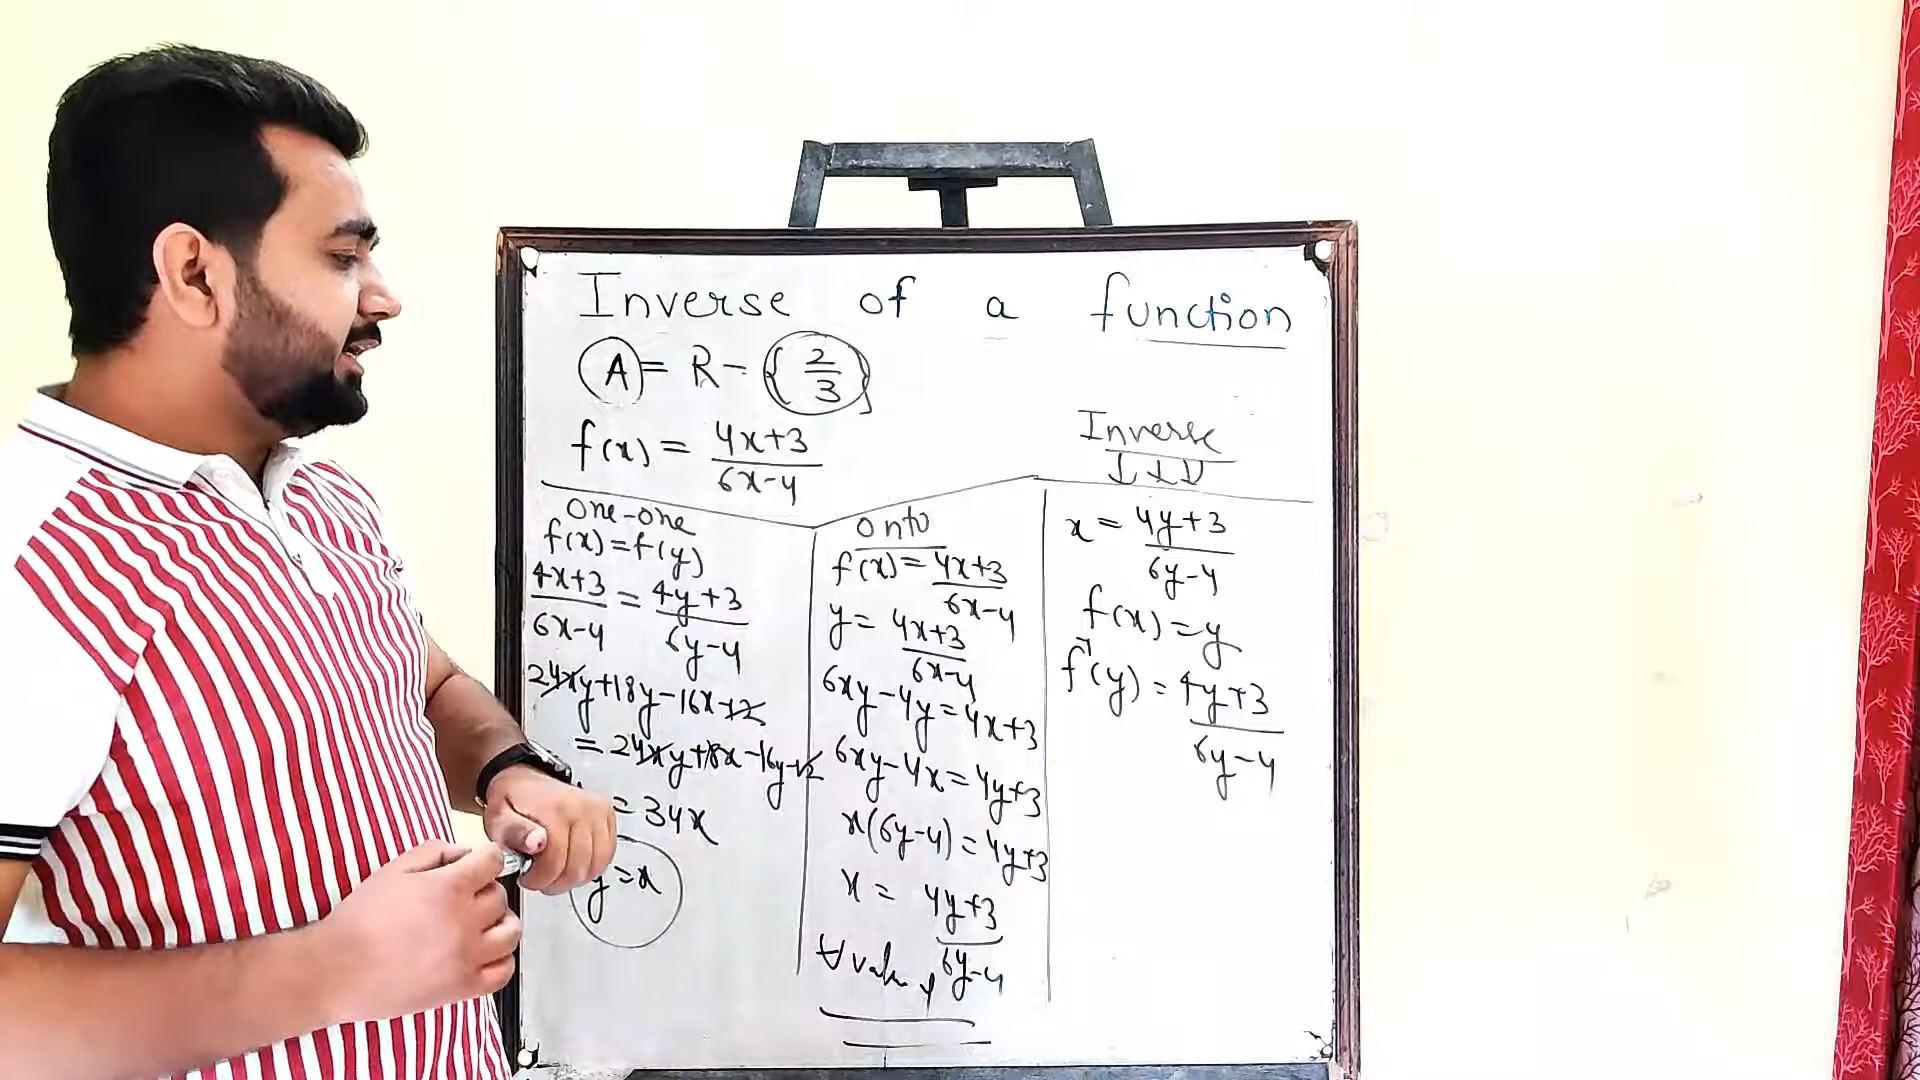 Inverse of a function
A = R - {2/3}
f(x) = 4x+3/6x-4
one-one
f(x)=f(y)
4x+3/6x-4 = 4y+3/6y-4
24xy+18y-16x-12
= 24xy+18x-16y-12
= 34x
y=x
onto
f(x)=4x+3/6x-4
y= 4x+3/6x-4
6xy-4y=4x+3
6xy-4x=4y+3
x(6y-4)=4y+3
x = 4y+3/6y-4
∀ y
Inverse
x = 4y+3/6y-4
f(x)=y
f⁻¹(y) = 4y+3/6y-4